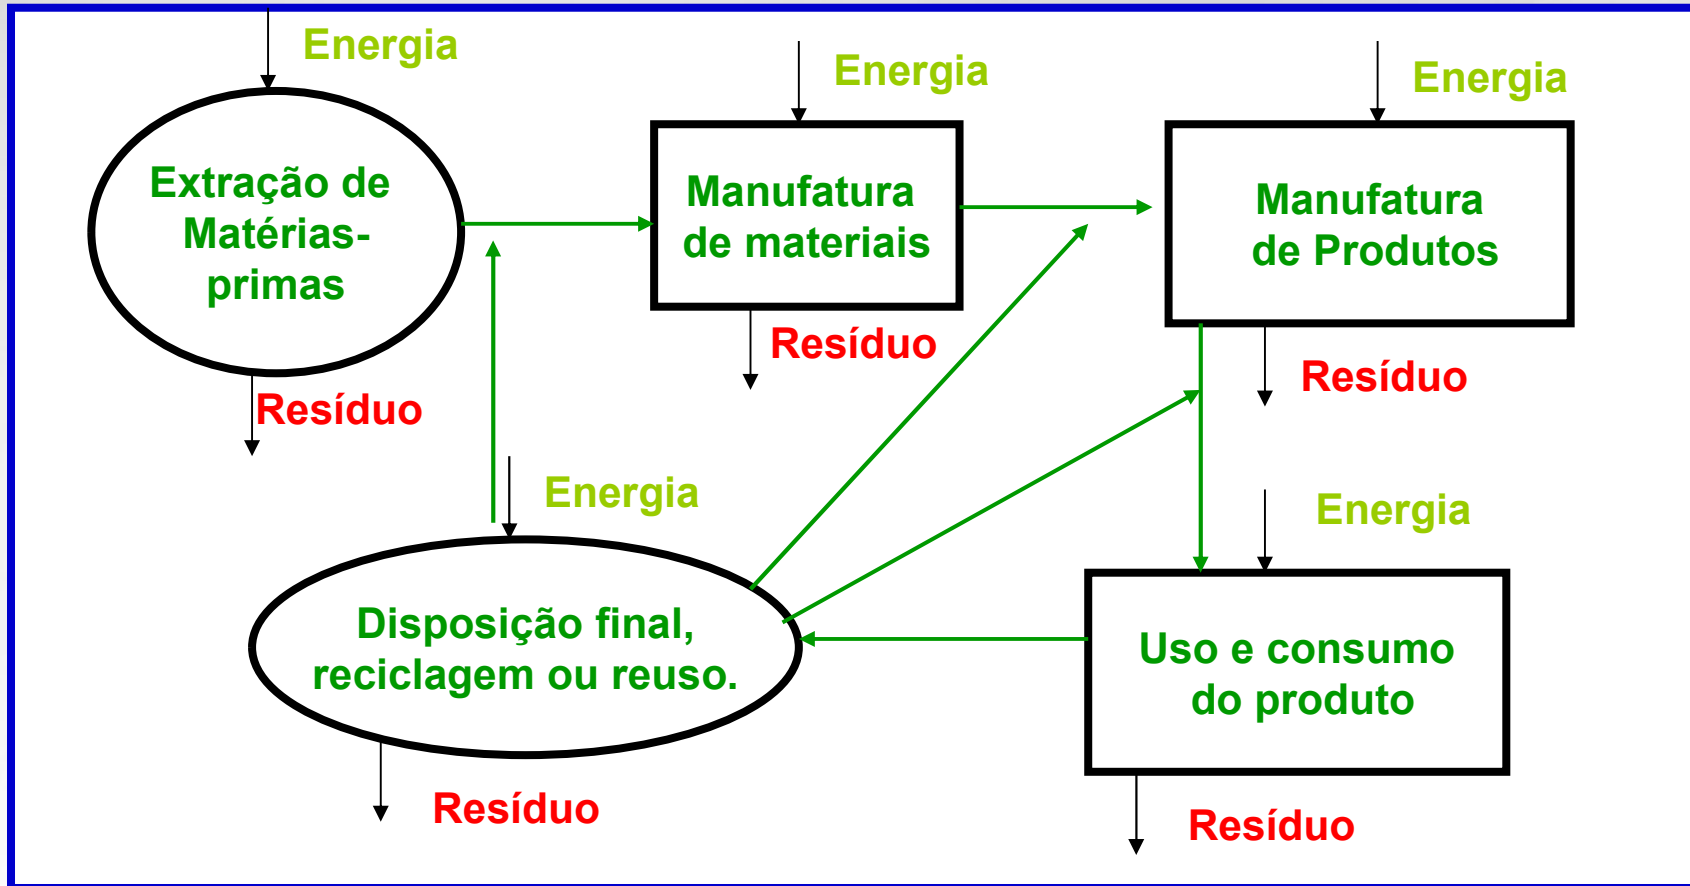 Energia
Energia
Energia
Extração de
Matérias-
primas
Manufatura
de materiais
Manufatura
de Produtos
Resíduo
Resíduo
Resíduo
Energia
Energia
Disposição final,
reciclagem ou reuso.
Uso e consumo
do produto
Resíduo
Resíduo